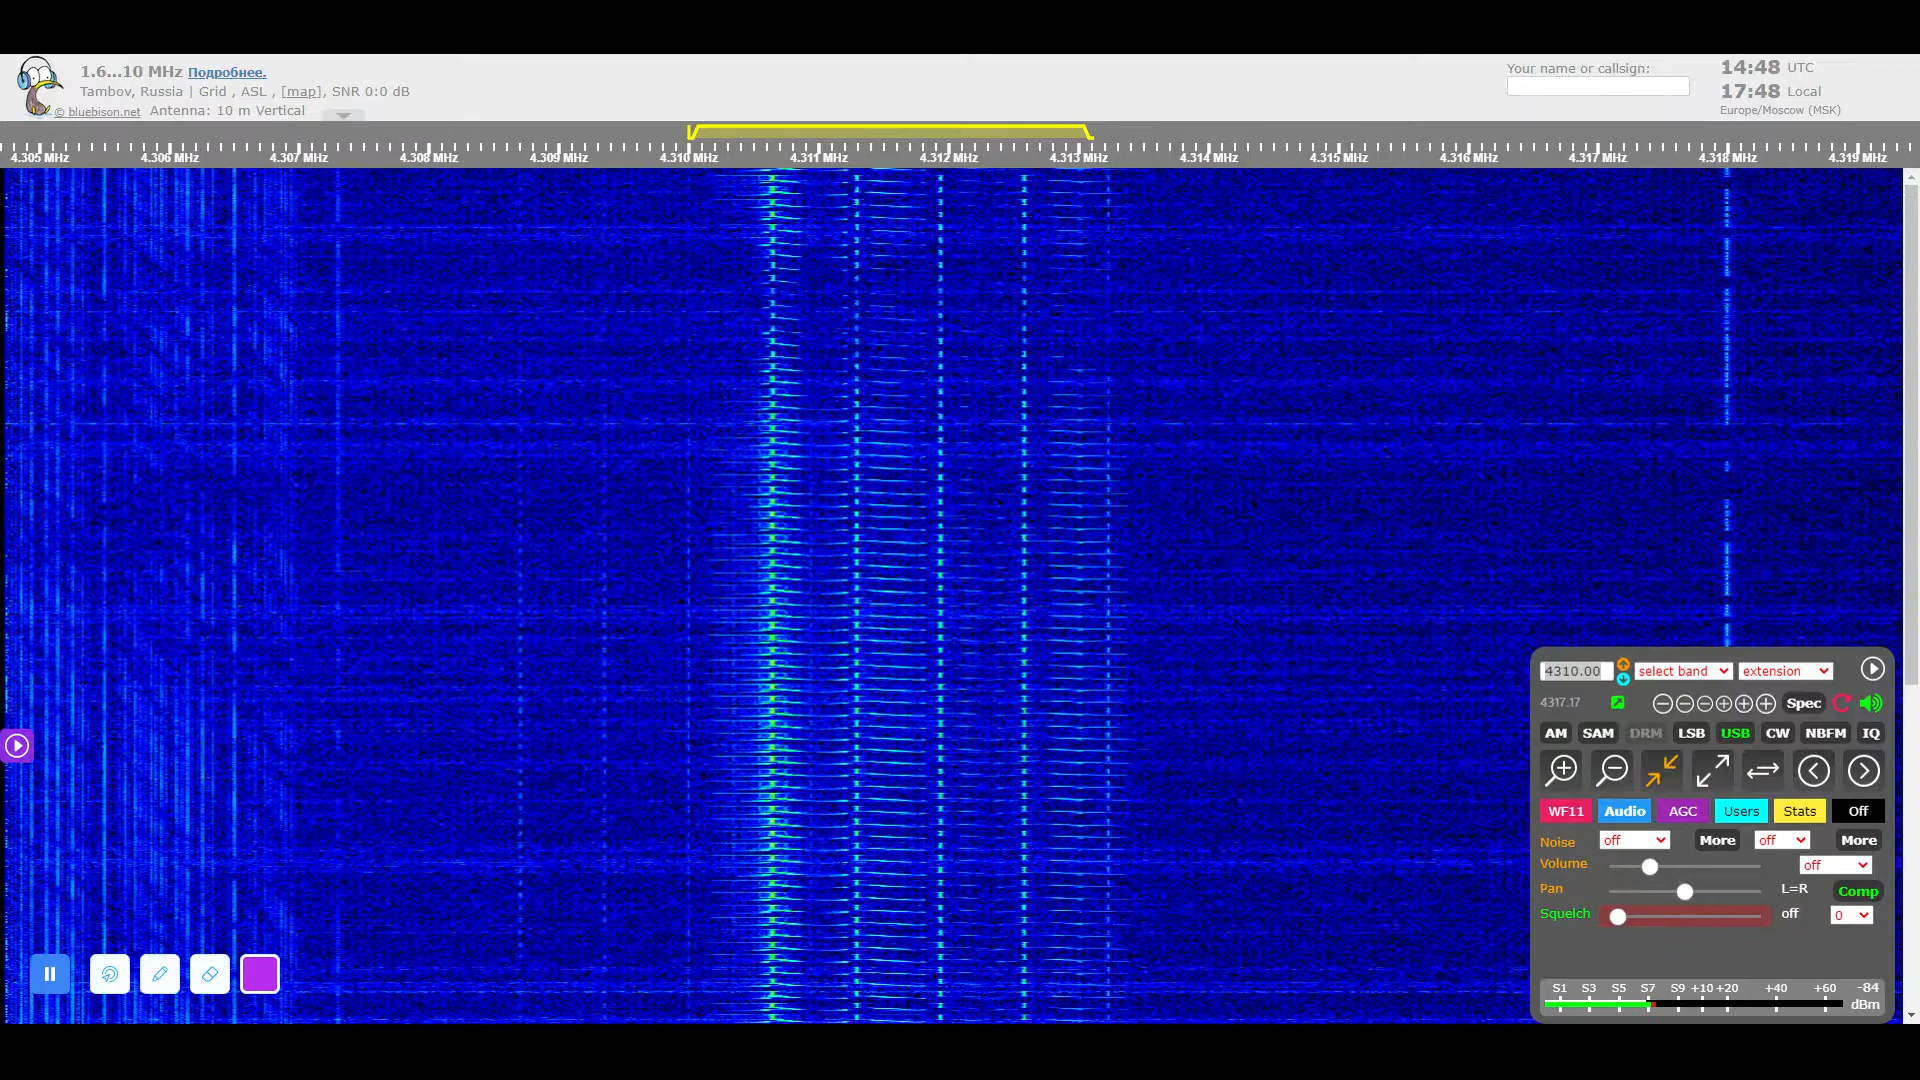 1.6...10 MHz Подробнее.
Tambov, Russia | Grid , ASL , [map], SNR 0:0 dB
© bluebison.net Antenna: 10 m Vertical
Your name or callsign:
14:48 UTC
17:48 Local
Europe/Moscow (MSK)
4.305 MHz 4.306 MHz 4.307 MHz 4.308 MHz 4.309 MHz 4.310 MHz 4.311 MHz 4.312 MHz 4.313 MHz 4.314 MHz 4.315 MHz 4.316 MHz 4.317 MHz 4.318 MHz 4.319 MHz
4310.00 select band extension
4317.17 Spec
AM SAM DRM LSB USB CW NBFM IQ
WF11 Audio AGC Users Stats Off
Noise off More off More
Volume off
Pan L=R Comp
Squelch off 0
S1 S3 S5 S7 S9 +10 +20 +40 +60 -84
dBm